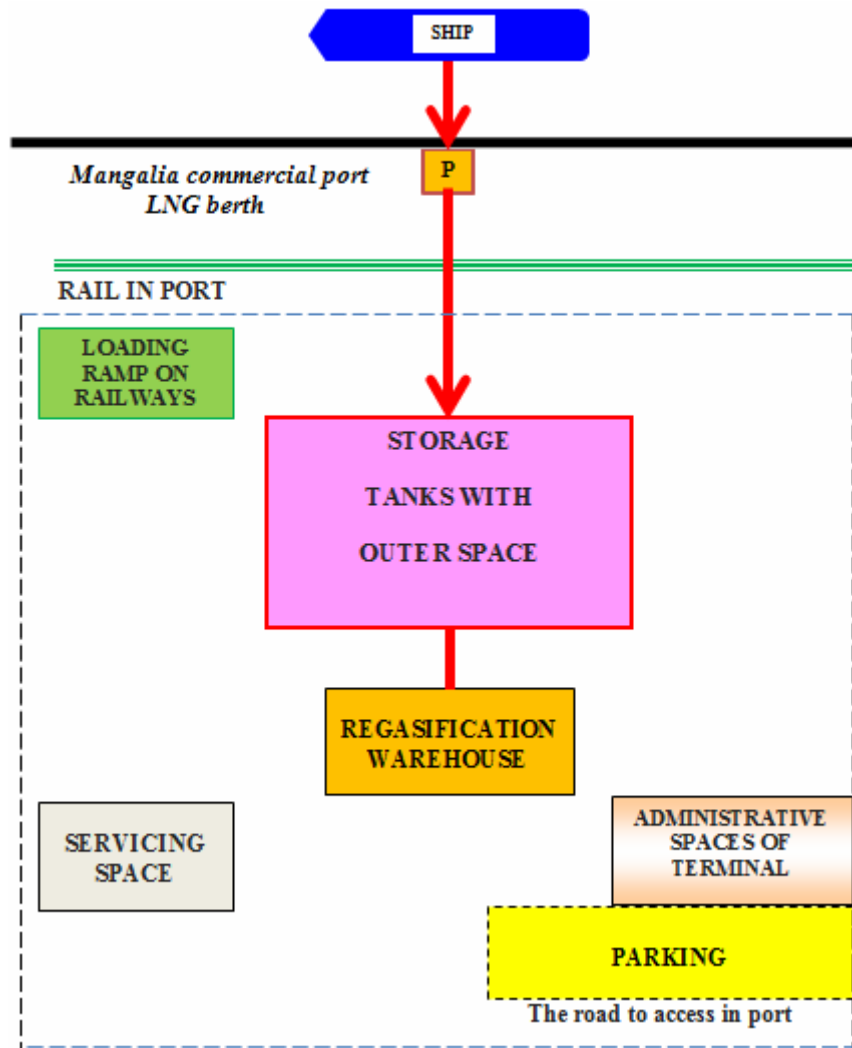 SHIP
P
Mangalia commercial port
LNG berth
RAIL IN PORT
LOADING
RAMP ON
RAILWAYS
STORAGE
TANKS WITH
OUTER SPACE
REGASIFICATION
WAREHOUSE
SERVICING
SPACE
ADMINISTRATIVE
SPACES OF
TERMINAL
PARKING
The road to access in port